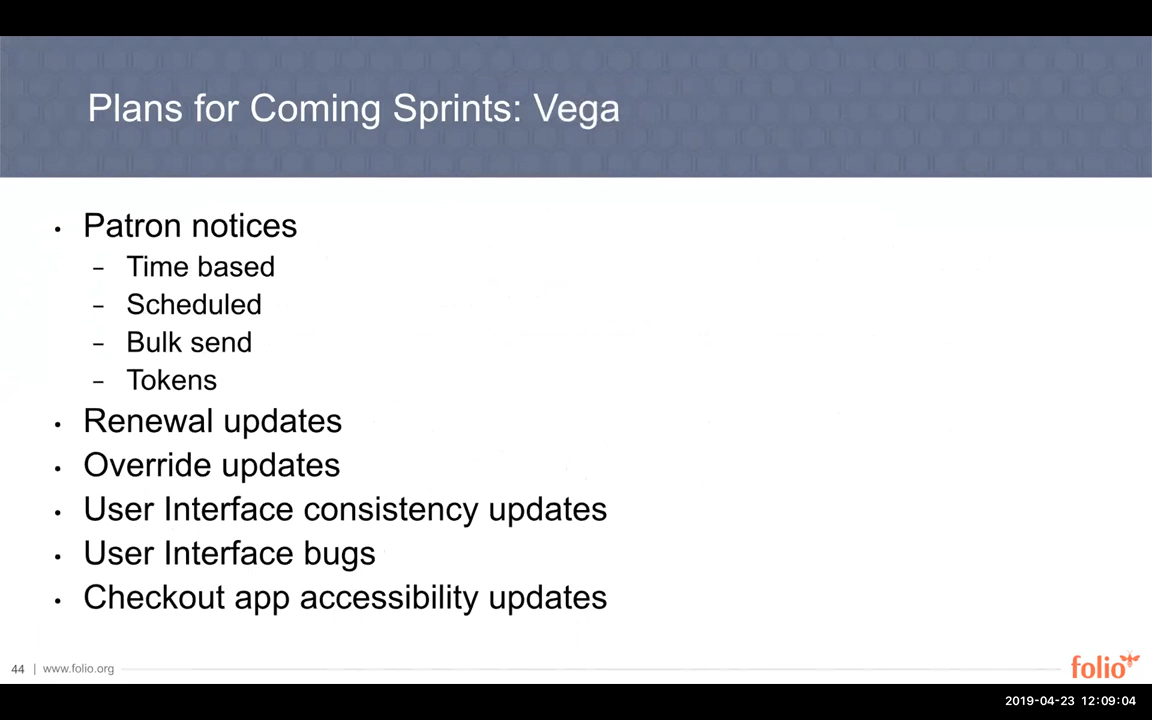 Plans for Coming Sprints: Vega
• Patron notices
– Time based
– Scheduled
– Bulk send
– Tokens
• Renewal updates
• Override updates
• User Interface consistency updates
• User Interface bugs
• Checkout app accessibility updates
44 | www.folio.org
folio
2019-04-23 12:09:04